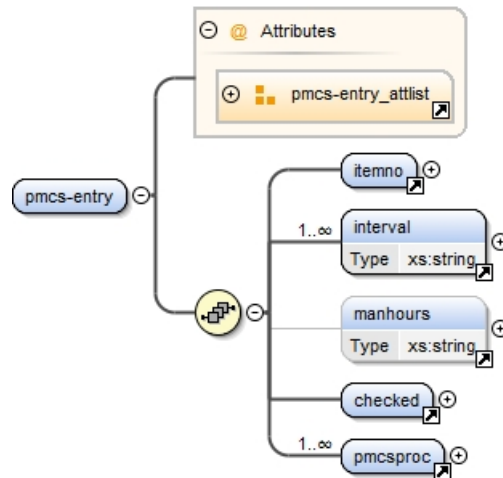 @ Attributes
pmcs-entry_attlist
pmcs-entry
itemno
1..∞
interval
Type xs:string
manhours
Type xs:string
checked
1..∞
pmcsproc